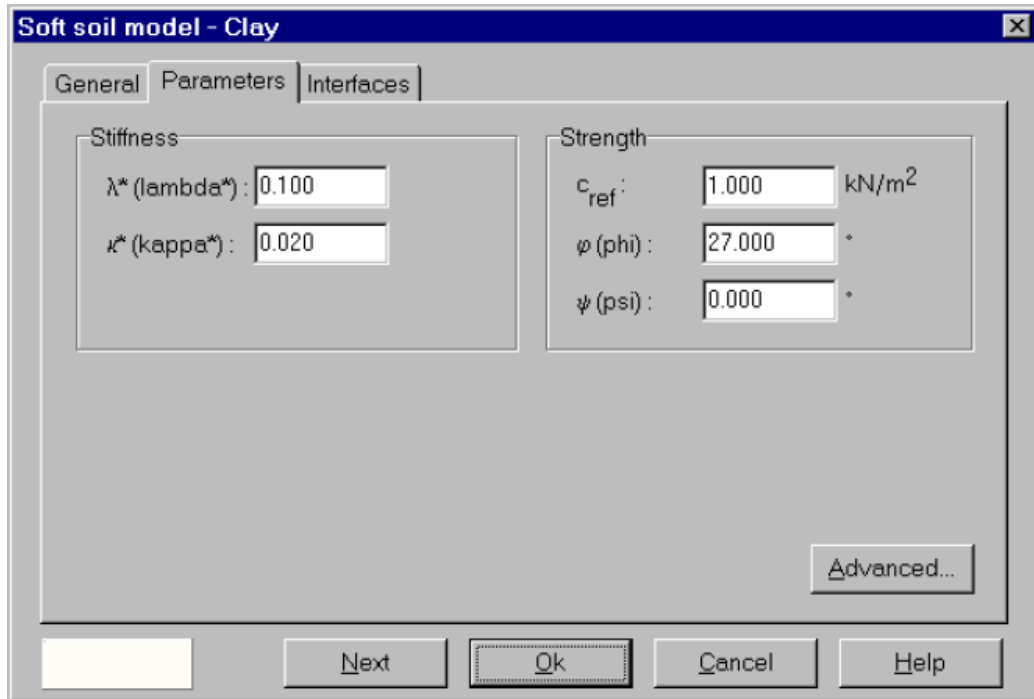 Soft soil model - Clay
General Parameters Interfaces
Stiffness
λ* (lambda*) : 0.100
κ* (kappa*) : 0.020
Strength
c_ref : 1.000 kN/m²
φ (phi) : 27.000 °
ψ (psi) : 0.000 °
Advanced...
Next Ok Cancel Help